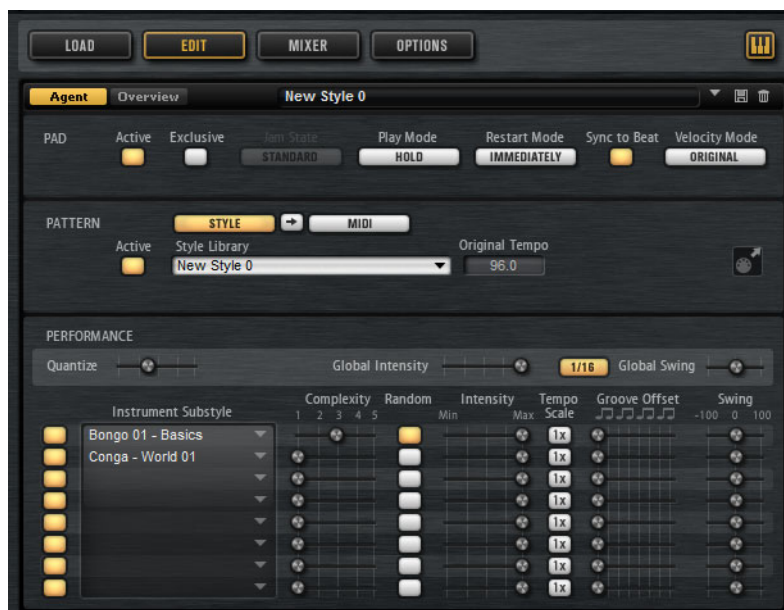 LOAD EDIT MIXER OPTIONS
Agent Overview New Style 0
PAD Active Exclusive Jam State Play Mode Restart Mode Sync to Beat Velocity Mode
STANDARD HOLD IMMEDIATELY ORIGINAL
PATTERN STYLE MIDI
Active Style Library Original Tempo
New Style 0 96.0
PERFORMANCE
Quantize Global Intensity 1/16 Global Swing
Complexity Random Intensity Tempo Groove Offset Swing
Instrument Substyle 1 2 3 4 5 Min Max Scale -100 0 100
Bongo 01 - Basics 1x
Conga - World 01 1x
1x
1x
1x
1x
1x
1x